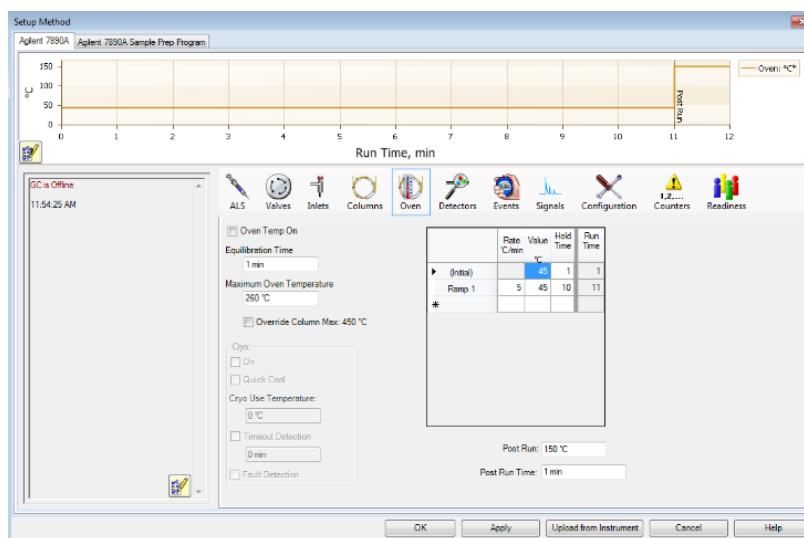 Setup Method
Agilent 7890A Agilent 7890A Sample Prep Program
150
100
50
0
°C
0 1 2 3 4 5 6 7 8 9 10 11 12
Run Time, min
Post Run
Oven: °C*
GC is Offline
11:54:25 AM
ALS Valves Inlets Columns Oven Detectors Events Signals Configuration Counters Readiness
1,2,...
Oven Temp On
Equilibration Time
1 min
Maximum Oven Temperature
260 °C
Override Column Max: 450 °C
Cryo:
On
Quick Cool
Cryo Use Temperature:
0 °C
Timeout Detection
0 min
Fault Detection
Rate Value Hold Run
°C/min °C Time Time
(Initial) 45 1 1
Ramp 1 5 45 10 11
*
Post Run: 150 °C
Post Run Time: 1 min
OK Apply Upload from Instrument Cancel Help